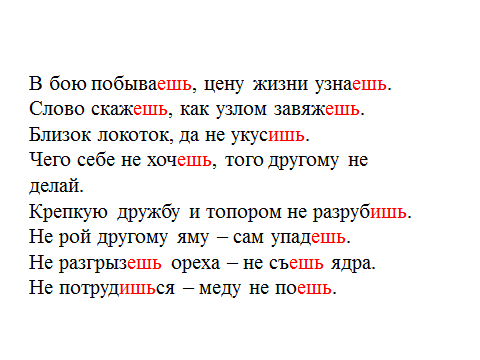 В бою побываешь, цену жизни узнаешь.
Слово скажешь, как узлом завяжешь.
Близок локоток, да не укусишь.
Чего себе не хочешь, того другому не
делай.
Крепкую дружбу и топором не разрубишь.
Не рой другому яму – сам упадешь.
Не разгрызешь ореха – не съешь ядра.
Не потрудишься – меду не поешь.